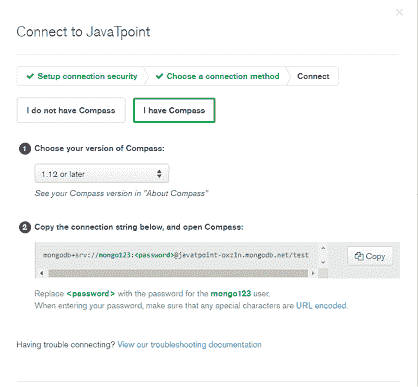 Connect to JavaTpoint
✔ Setup connection security ✔ Choose a connection method Connect
I do not have Compass I have Compass
1 Choose your version of Compass:
1.12 or later
See your Compass version in "About Compass"
2 Copy the connection string below, and open Compass:
mongodb+srv://mongo123:<password>@javatpoint-oxz1n.mongodb.net/test Copy
Replace <password> with the password for the mongo123 user.
When entering your password, make sure that any special characters are URL encoded.
Having trouble connecting? View our troubleshooting documentation